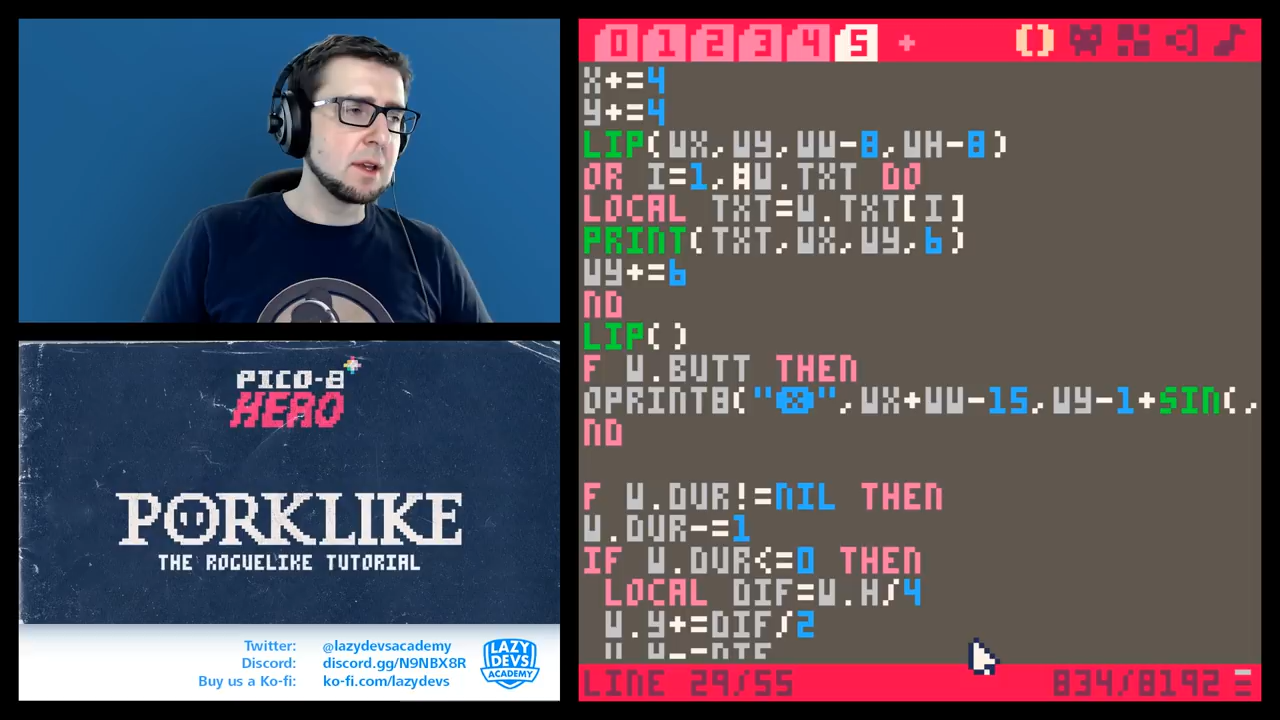 0 1 2 3 4 5 +
X+=4
Y+=4
LIP(WX,WY,WW-8,WH-8)
OR I=1,#W.TXT DO
LOCAL TXT=W.TXT[I]
PRINT(TXT,WX,WY,6)
WY+=6
ND
LIP()
F W.BUTT THEN
OPRINT8("❎",WX+WW-15,WY-1+SIN(,
ND
F W.DUR!=NIL THEN
W.DUR-=1
IF W.DUR<=0 THEN
LOCAL DIF=W.H/4
W.Y+=DIF/2
LINE 29/55
834/8192
PICO-8
HERO
PORKLIKE
THE ROGUELIKE TUTORIAL
Twitter: @lazydevsacademy
Discord: discord.gg/N9NBX8R
Buy us a Ko-fi: ko-fi.com/lazydevs
LAZY
DEVS
ACADEMY